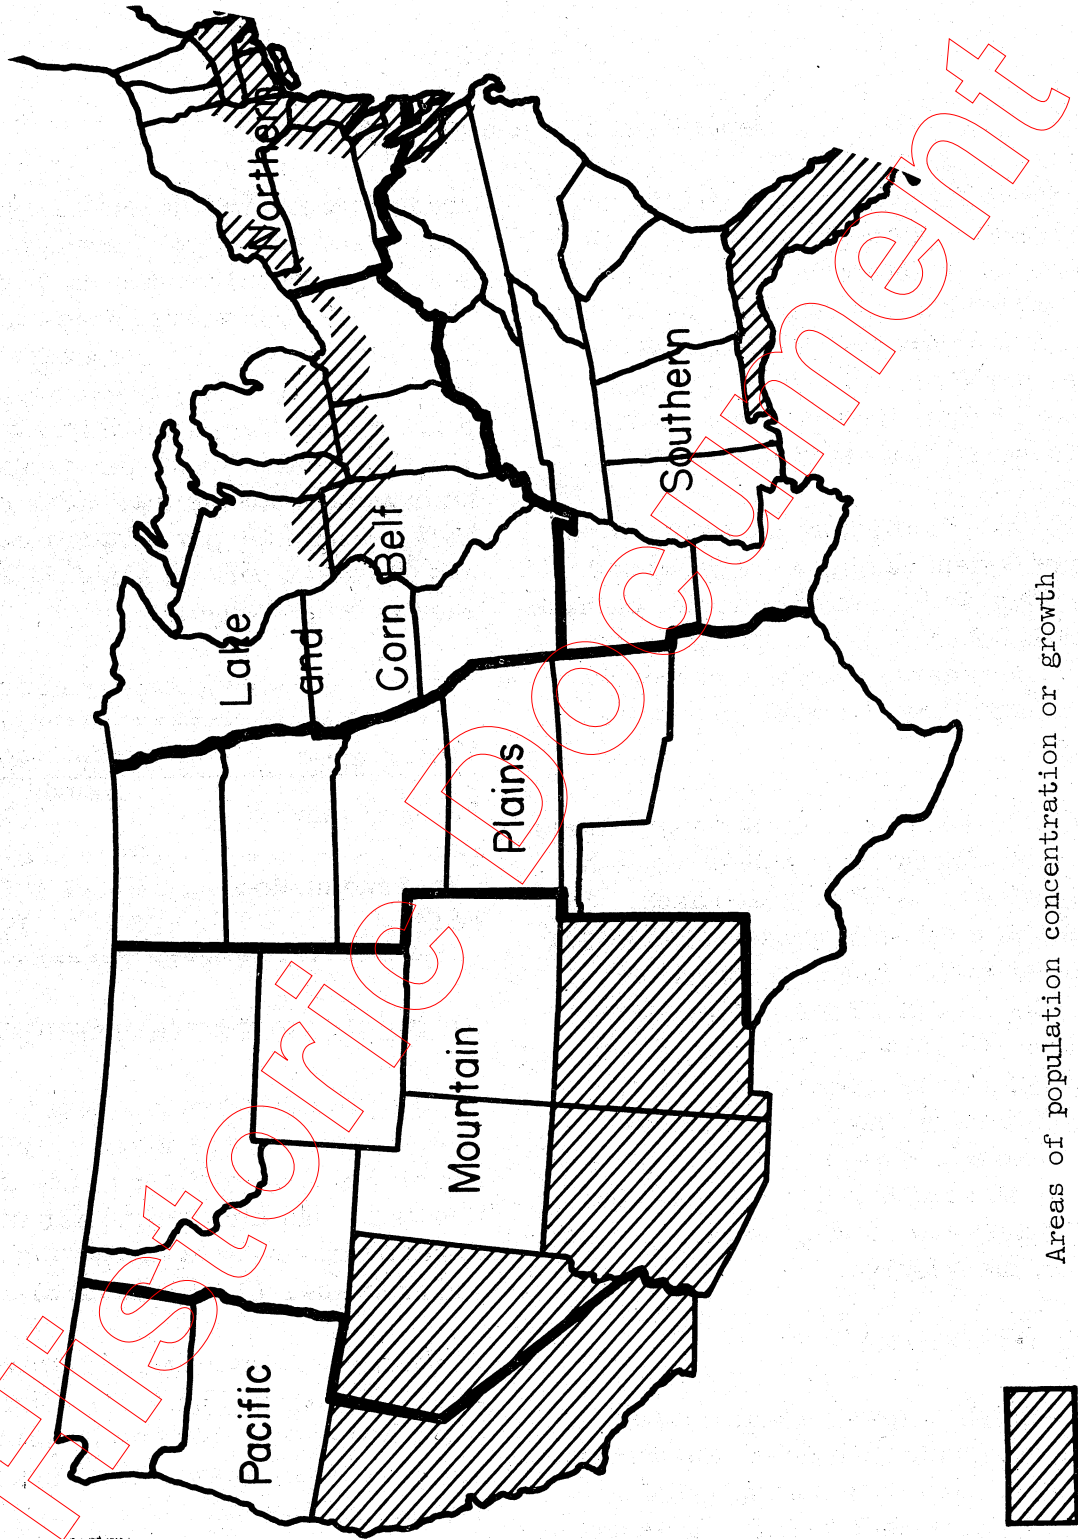 Pacific
Mountain
Plains
Lake
and
Corn Belt
Northern
Southern
Areas of population concentration or growth
Historic Document